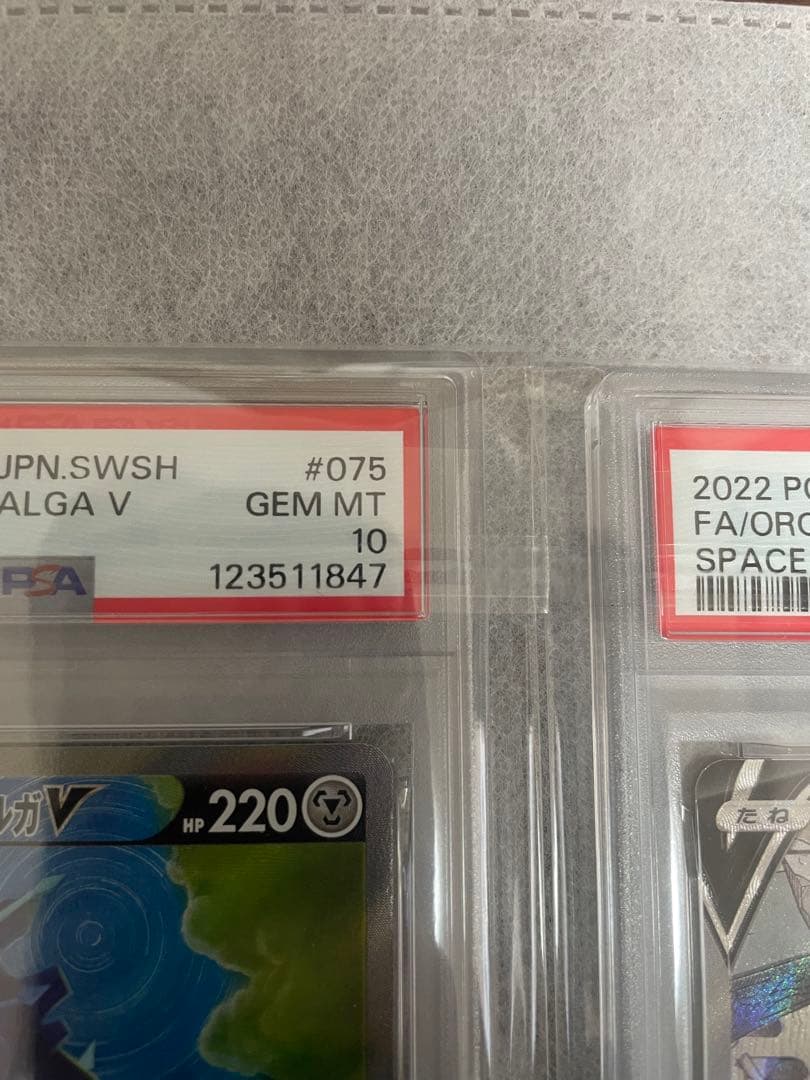 JPN.SWSH #075
ALGA V GEM MT
10
PSA 123511847
2022 PO
FA/ORO
SPACE
ルガV HP 220
たね